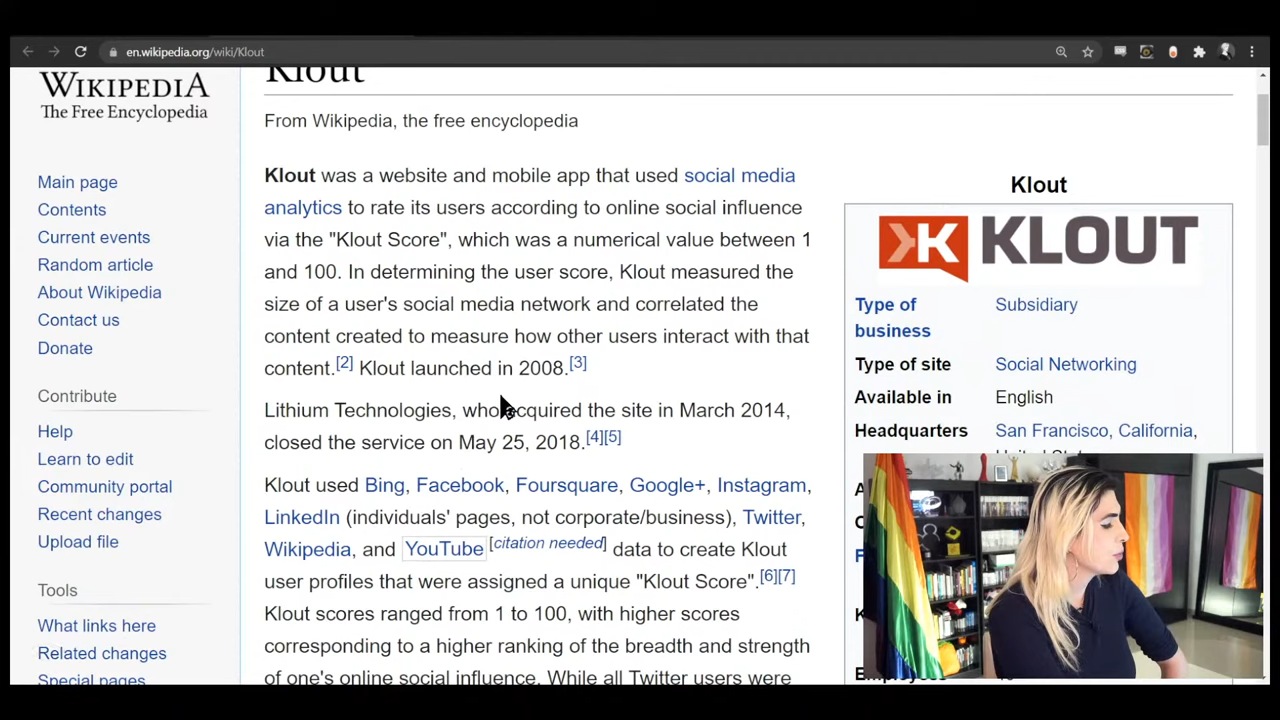 en.wikipedia.org/wiki/Klout
WIKIPEDIA
The Free Encyclopedia
Main page
Contents
Current events
Random article
About Wikipedia
Contact us
Donate
Contribute
Help
Learn to edit
Community portal
Recent changes
Upload file
Tools
What links here
Related changes
Special pages
Klout
From Wikipedia, the free encyclopedia
Klout was a website and mobile app that used social media
analytics to rate its users according to online social influence
via the "Klout Score", which was a numerical value between 1
and 100. In determining the user score, Klout measured the
size of a user's social media network and correlated the
content created to measure how other users interact with that
content.[2] Klout launched in 2008.[3]
Lithium Technologies, who acquired the site in March 2014,
closed the service on May 25, 2018.[4][5]
Klout used Bing, Facebook, Foursquare, Google+, Instagram,
LinkedIn (individuals' pages, not corporate/business), Twitter,
Wikipedia, and YouTube[citation needed] data to create Klout
user profiles that were assigned a unique "Klout Score".[6][7]
Klout scores ranged from 1 to 100, with higher scores
corresponding to a higher ranking of the breadth and strength
of one's online social influence. While all Twitter users were
Klout
K KLOUT
Type of business Subsidiary
Type of site Social Networking
Available in English
Headquarters San Francisco, California,